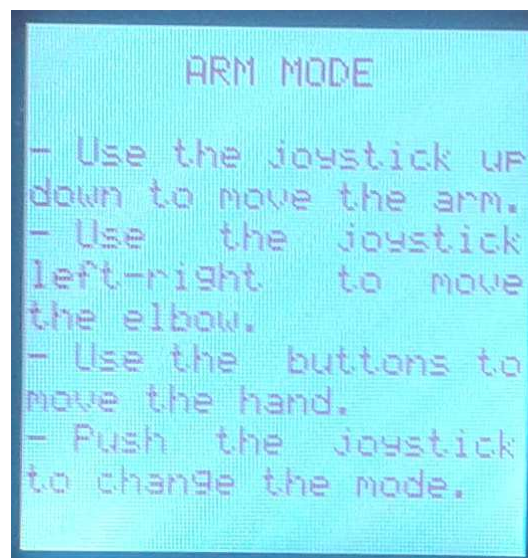 ARM MODE
- Use the joystick up
down to move the arm.
- Use the joystick
left-right to move
the elbow.
- Use the buttons to
move the hand.
- Push the joystick
to change the mode.